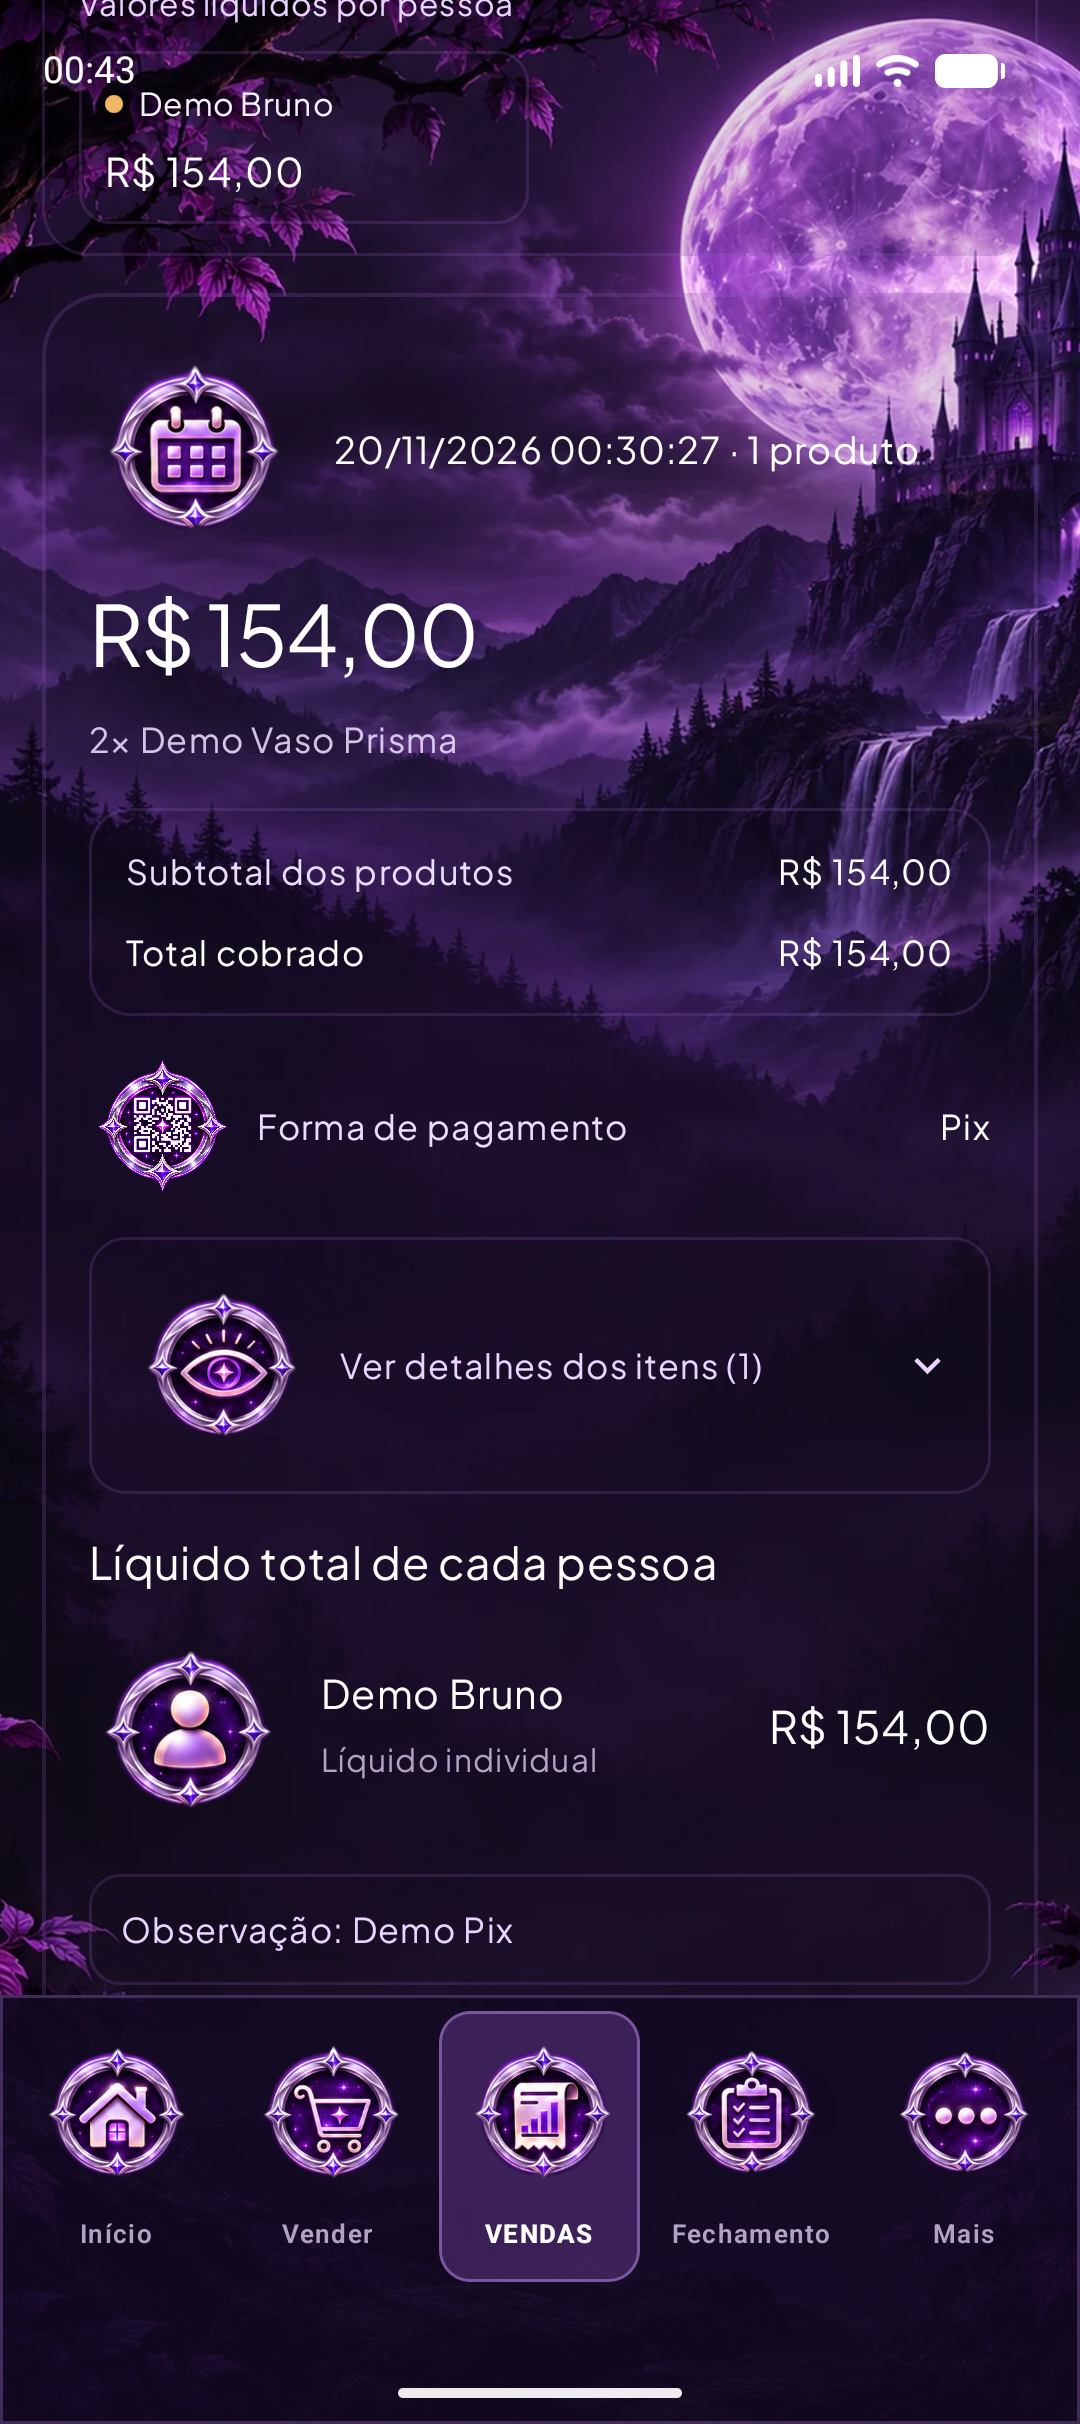 Valores líquidos por pessoa
00:43
Demo Bruno
R$ 154,00
20/11/2026 00:30:27 · 1 produto
R$ 154,00
2× Demo Vaso Prisma
Subtotal dos produtos R$ 154,00
Total cobrado R$ 154,00
Forma de pagamento Pix
Ver detalhes dos itens (1)
Líquido total de cada pessoa
Demo Bruno
Líquido individual
R$ 154,00
Observação: Demo Pix
Início Vender VENDAS Fechamento Mais